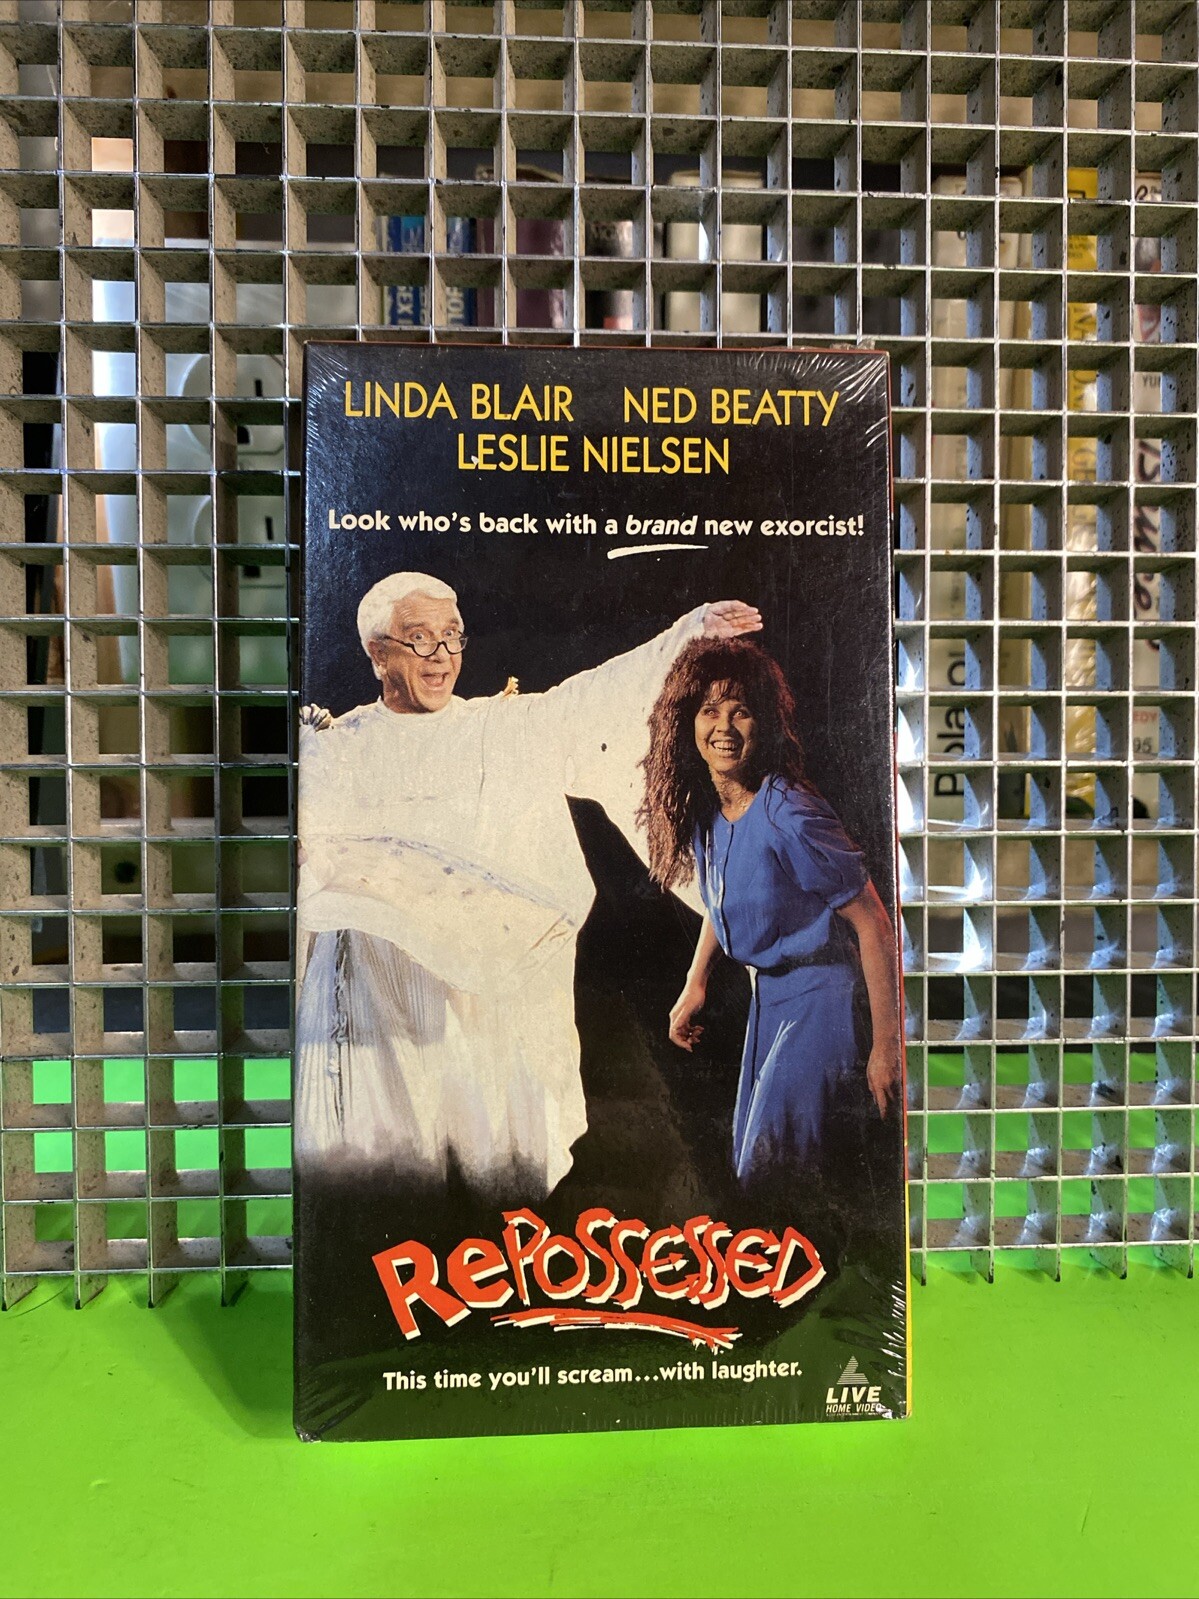 LINDA BLAIR NED BEATTY
LESLIE NIELSEN
Look who's back with a brand new exorcist!
RePOSSESSED
This time you'll scream...with laughter.
LIVE
HOME VIDEO